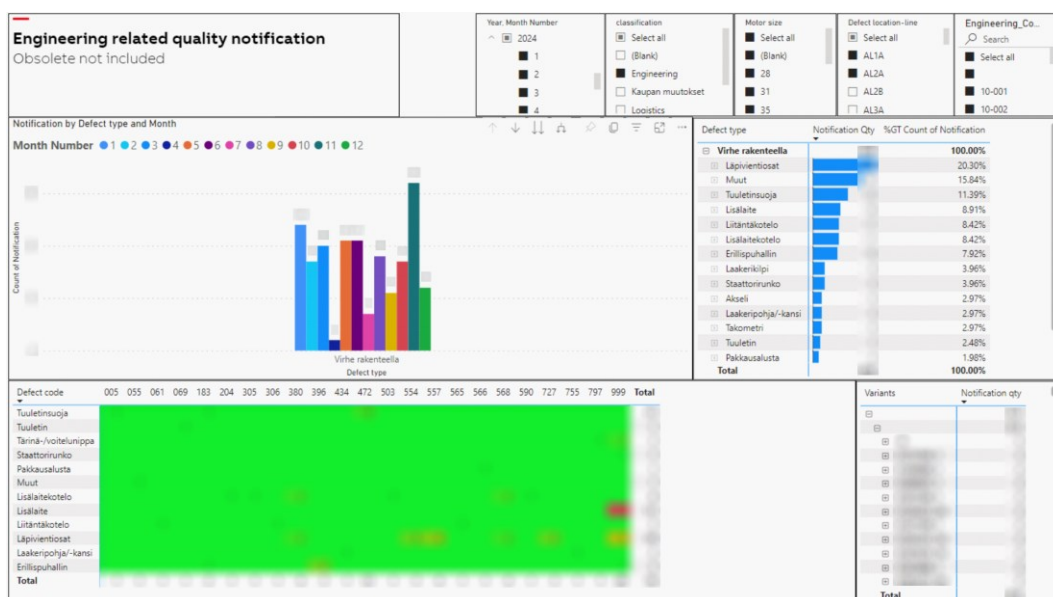 Engineering related quality notification
Obsolete not included
Year, Month Number
2024
1
2
3
4
classification
Select all
(Blank)
Engineering
Kaupan muutokset
Logistics
Motor size
Select all
(Blank)
28
31
35
Defect location-line
Select all
AL1A
AL2A
AL2B
AL3A
Engineering_Co...
Search
Select all
10-001
10-002
Notification by Defect type and Month
Month Number 1 2 3 4 5 6 7 8 9 10 11 12
Count of Notification
Virhe rakenteella
Defect type
Defect type Notification Qty %GT Count of Notification
Virhe rakenteella 100.00%
Läpivientiosat 20.30%
Muut 15.84%
Tuuletinsuoja 11.39%
Lisälaite 8.91%
Liitäntäkotelo 8.42%
Lisälaitekotelo 8.42%
Erillispuhallin 7.92%
Laakerikilpi 3.96%
Staattorirunko 3.96%
Akseli 2.97%
Laakeripohja/-kansi 2.97%
Takometri 2.97%
Tuuletin 2.48%
Pakkausalusta 1.98%
Total 100.00%
Defect code 005 055 061 069 183 204 305 306 380 396 434 472 503 554 557 565 566 568 590 727 755 797 999 Total
Tuuletinsuoja
Tuuletin
Tärinä-/voitelunippa
Staattorirunko
Pakkausalusta
Muut
Lisälaitekotelo
Lisälaite
Liitäntäkotelo
Läpivientiosat
Laakeripohja/-kansi
Erillispuhallin
Total
Variants Notification qty
Total